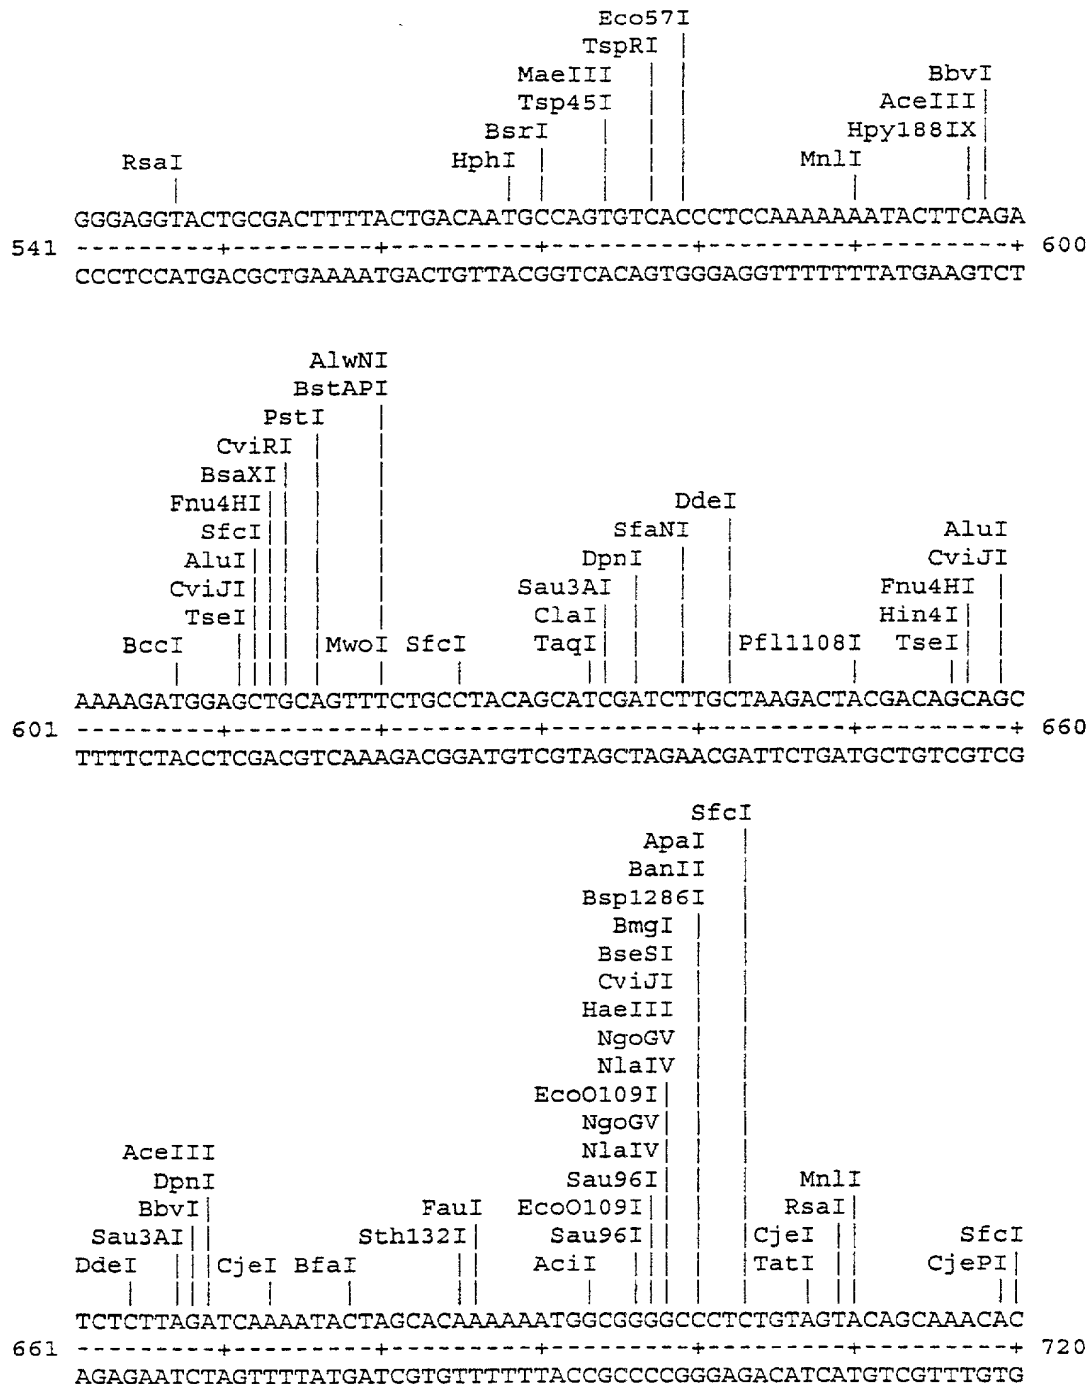 Eco57I
TspRI
MaeIII BbvI
Tsp45I AceIII
BsrI Hpy188IX
RsaI HphI MnlI
GGGAGGTACTGCGACTTTTACTGACAATGCCAGTGTCACCCTCCAAAAAAATACTTCAGA
541 ---------+---------+---------+---------+---------+---------+ 600
CCCTCCATGACGCTGAAAATGACTGTTACGGTCACAGTGGGAGGTTTTTTTATGAAGTCT
AlwNI
BstAPI
PstI
CviRI
BsaXI
Fnu4HI DdeI
SfcI SfaNI AluI
AluI DpnI CviJI
CviJI Sau3AI Fnu4HI
TseI ClaI Hin4I
BccI MwoI SfcI TaqI Pfl1108I TseI
AAAAGATGGAGCTGCAGTTTCTGCCTACAGCATCGATCTTGCTAAGACTACGACAGCAGC
601 ---------+---------+---------+---------+---------+---------+ 660
TTTTCTACCTCGACGTCAAAGACGGATGTCGTAGCTAGAACGATTCTGATGCTGTCGTCG
SfcI
ApaI
BanII
Bsp1286I
BmgI
BseSI
CviJI
HaeIII
NgoGV
NlaIV
EcoO109I
NgoGV
AceIII NlaIV
DpnI Sau96I MnlI
BbvI FauI EcoO109I RsaI
Sau3AI Sth132I Sau96I CjeI SfcI
DdeI CjeI BfaI AciI TatI CjePI
TCTCTTAGATCAAAATACTAGCACAAAAAATGGCGGGGCCCTCTGTAGTACAGCAAACAC
661 ---------+---------+---------+---------+---------+---------+ 720
AGAGAATCTAGTTTTATGATCGTGTTTTTTACCGCCCCGGGAGACATCATGTCGTTTGTG